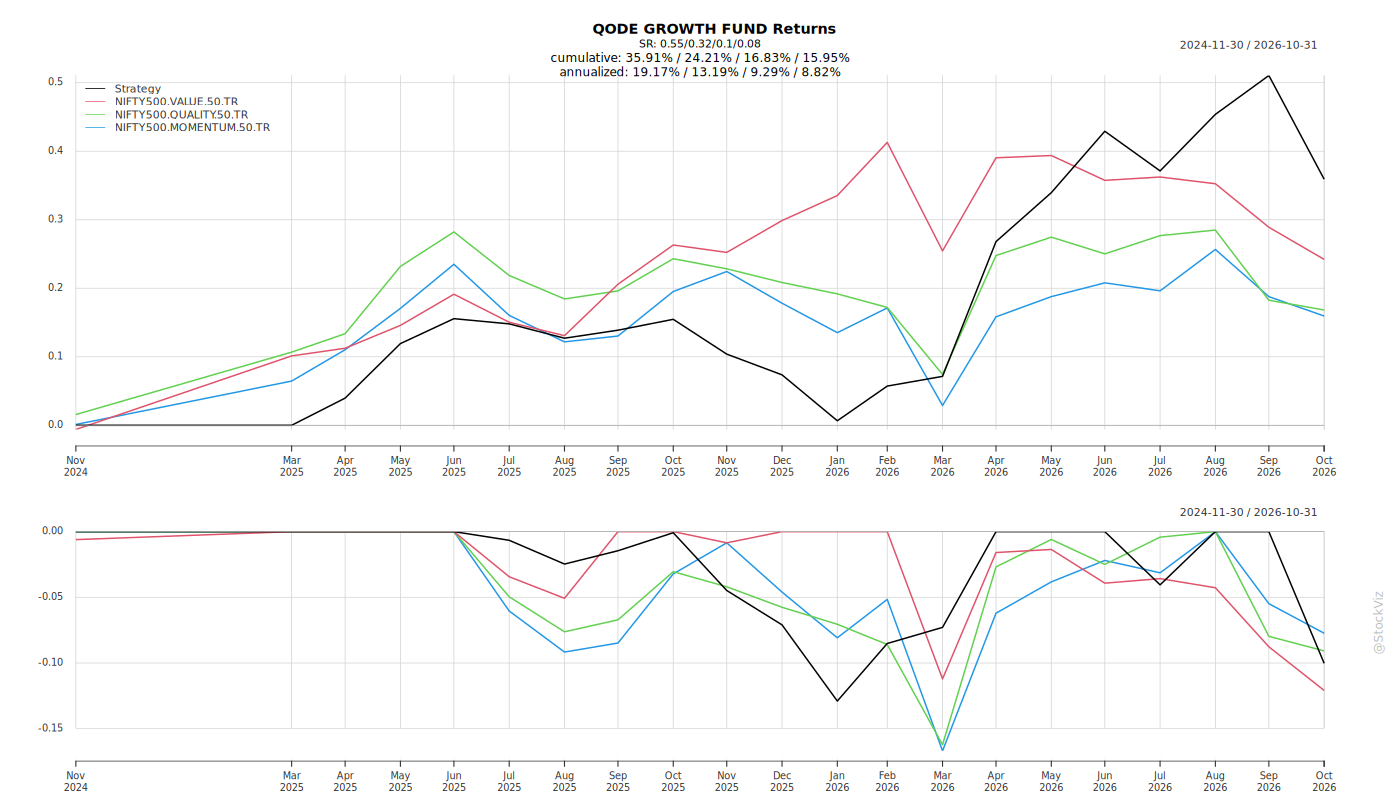 QODE GROWTH FUND Returns
SR: 0.55/0.32/0.1/0.08
cumulative: 35.91% / 24.21% / 16.83% / 15.95%
annualized: 19.17% / 13.19% / 9.29% / 8.82%
2024-11-30 / 2026-10-31
Strategy
NIFTY500.VALUE.50.TR
NIFTY500.QUALITY.50.TR
NIFTY500.MOMENTUM.50.TR
0.5
0.4
0.3
0.2
0.1
0.0
Nov Mar Apr May Jun Jul Aug Sep Oct Nov Dec Jan Feb Mar Apr May Jun Jul Aug Sep Oct
2024 2025 2025 2025 2025 2025 2025 2025 2025 2025 2025 2026 2026 2026 2026 2026 2026 2026 2026 2026 2026
2024-11-30 / 2026-10-31
0.00
-0.05
-0.10
-0.15
Nov Mar Apr May Jun Jul Aug Sep Oct Nov Dec Jan Feb Mar Apr May Jun Jul Aug Sep Oct
2024 2025 2025 2025 2025 2025 2025 2025 2025 2025 2025 2026 2026 2026 2026 2026 2026 2026 2026 2026 2026
@StockViz